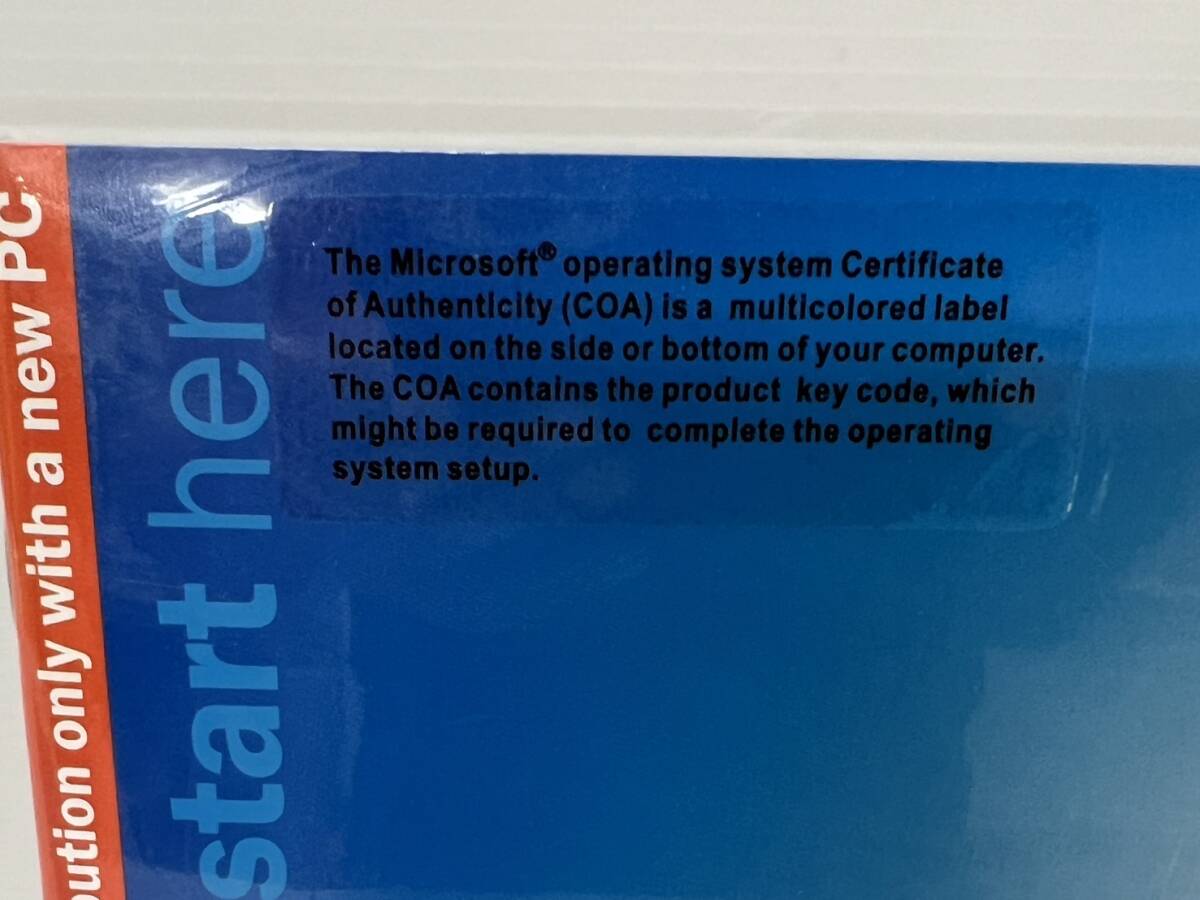 The Microsoft® operating system Certificate
of Authenticity (COA) is a multicolored label
located on the side or bottom of your computer.
The COA contains the product key code, which
might be required to complete the operating
system setup.
start here
only with a new PC